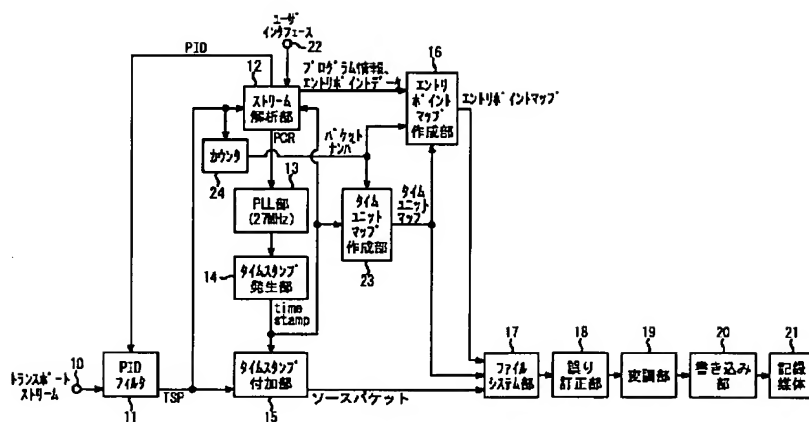 ユーザ
インタフェース
22
PID
12
プログラム情報、
エントリポイントデータ
16
ストリーム
解析部
エントリ
ポイント
マップ
作成部
エントリポイントマップ
PCR
パケット
ナンバ
カウンタ
24
13
PLL部
(27MHz)
タイム
ユニット
マップ
作成部
23
タイム
ユニット
マップ
14
タイムスタンプ
発生部
time
stamp
トランスポート
ストリーム
10
PID
フィルタ
11
TSP
タイムスタンプ
付加部
15
ソースパケット
17
ファイル
システム部
18
誤り
訂正部
19
変調部
20
書き込み
部
21
記録
媒体